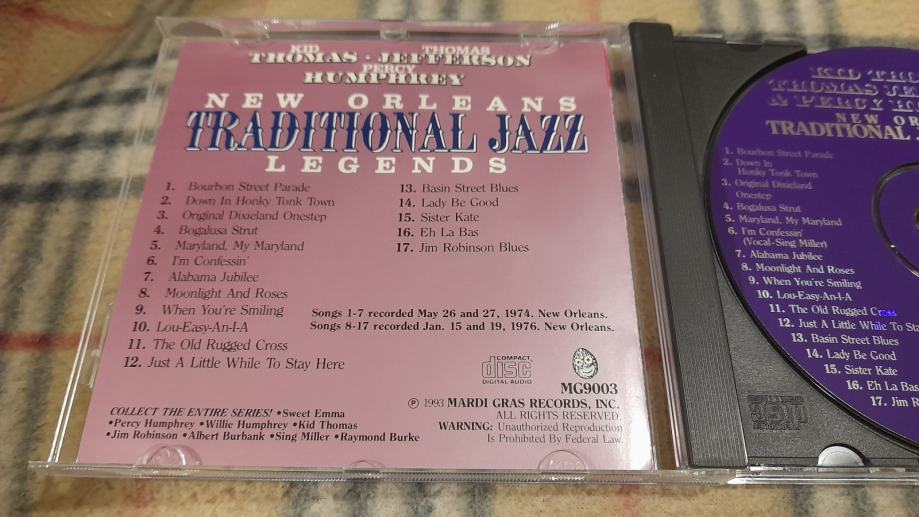 KID THOMAS
THOMAS · JEFFERSON
PERCY
HUMPHREY
NEW ORLEANS
TRADITIONAL JAZZ
LEGENDS
1. Bourbon Street Parade
2. Down In Honky Tonk Town
3. Original Dixieland Onestep
4. Bogalusa Strut
5. Maryland, My Maryland
6. I'm Confessin'
7. Alabama Jubilee
8. Moonlight And Roses
9. When You're Smiling
10. Lou-Easy-An-I-A
11. The Old Rugged Cross
12. Just A Little While To Stay Here
13. Basin Street Blues
14. Lady Be Good
15. Sister Kate
16. Eh La Bas
17. Jim Robinson Blues
Songs 1-7 recorded May 26 and 27, 1974. New Orleans.
Songs 8-17 recorded Jan. 15 and 19, 1976. New Orleans.
COMPACT
disc
DIGITAL AUDIO
MG9003
℗ 1993 MARDI GRAS RECORDS, INC.
ALL RIGHTS RESERVED.
WARNING: Unauthorized Reproduction
Is Prohibited By Federal Law.
COLLECT THE ENTIRE SERIES! •Sweet Emma
•Percy Humphrey •Willie Humphrey •Kid Thomas
•Jim Robinson •Albert Burbank •Sing Miller •Raymond Burke
KID
THOMAS
& PERCY
NEW
TRADITIONAL
1. Bourbon Street Parade
2. Down In
Honky Tonk Town
3. Original Dixieland
Onestep
4. Bogalusa Strut
5. Maryland, My Maryland
6. I'm Confessin'
(Vocal-Sing Miller)
7. Alabama Jubilee
8. Moonlight And Roses
9. When You're Smiling
10. Lou-Easy-An-I-A
11. The Old Rugged Cross
12. Just A Little While To
13. Basin Street Blues
14. Lady Be Good
15. Sister Kate
16. Eh La Bas
17. Jim